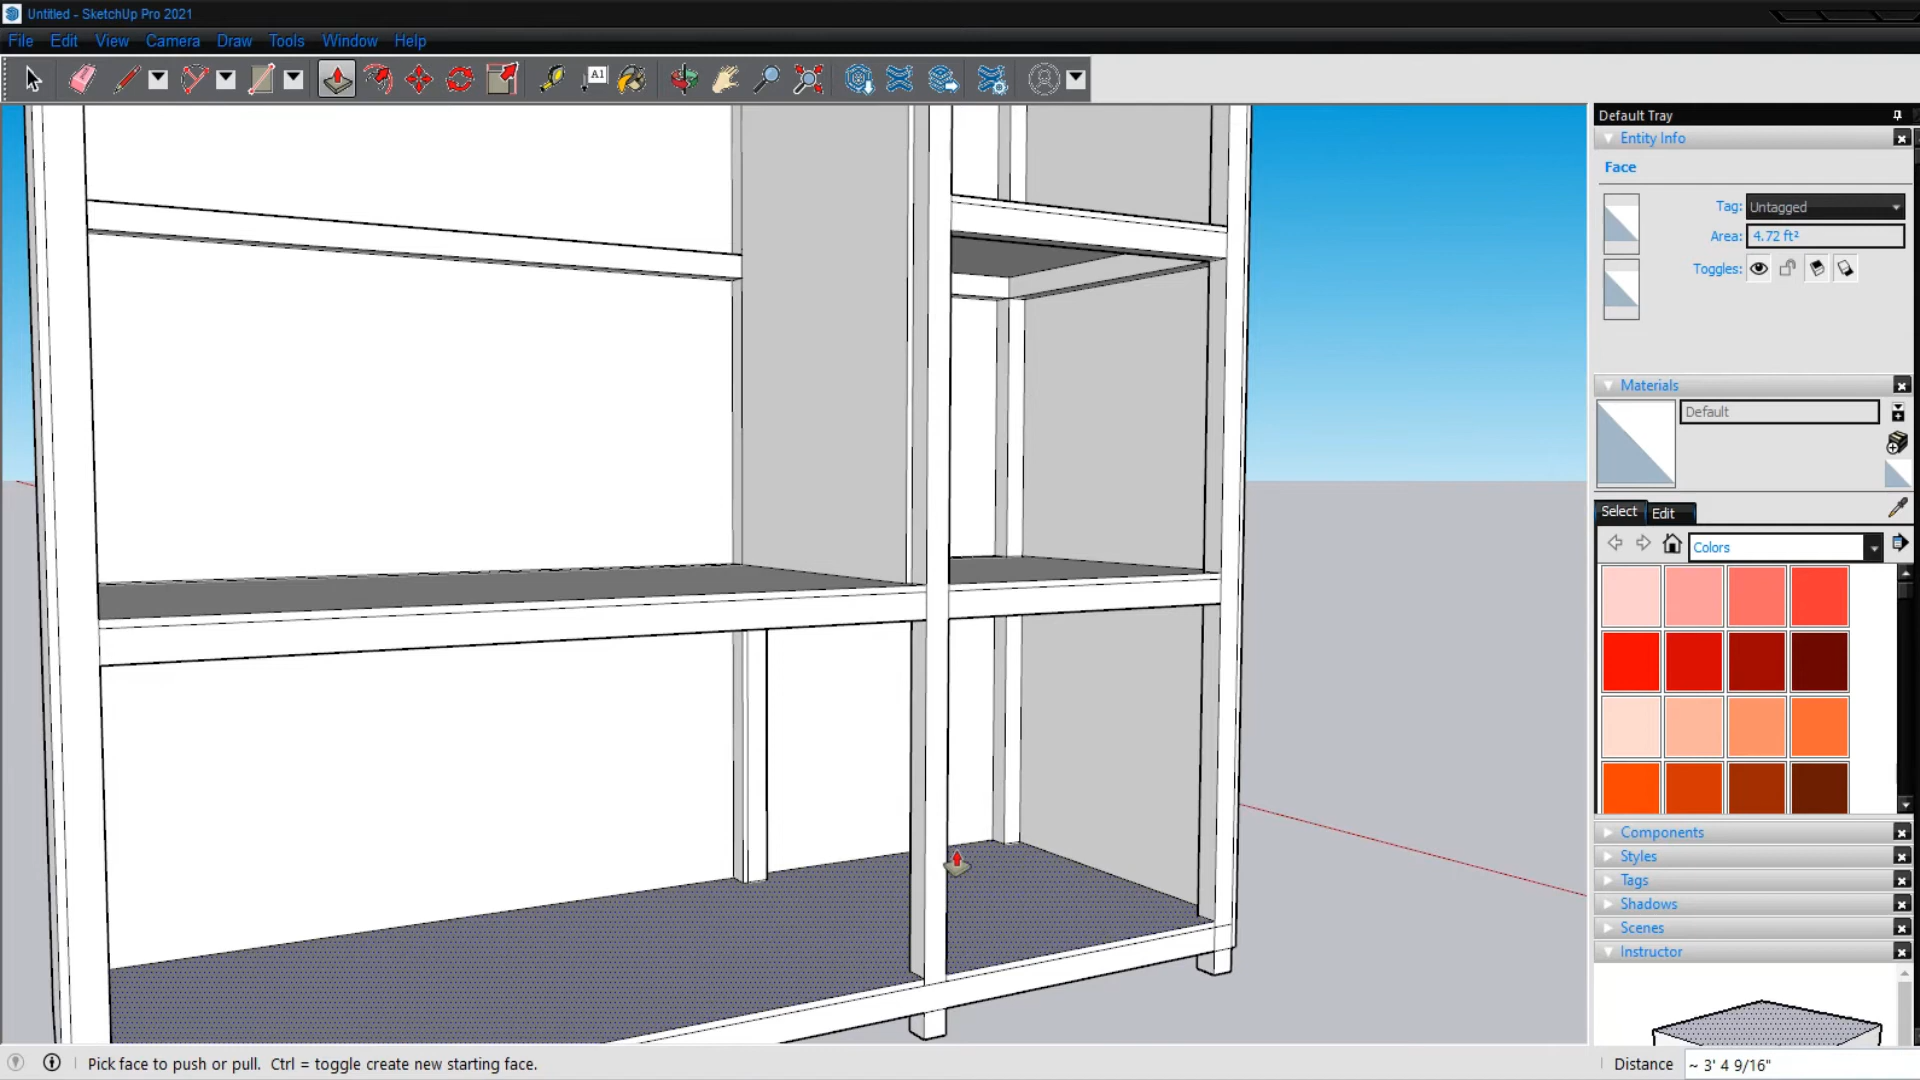 Untitled - SketchUp Pro 2021
File Edit View Camera Draw Tools Window Help
A1
Default Tray
Entity Info
Face
Tag: Untagged
Area: 4.72 ft²
Toggles:
Materials
Default
Select Edit
Colors
Components
Styles
Tags
Shadows
Scenes
Instructor
Pick face to push or pull. Ctrl = toggle create new starting face.
Distance ~ 3' 4 9/16"